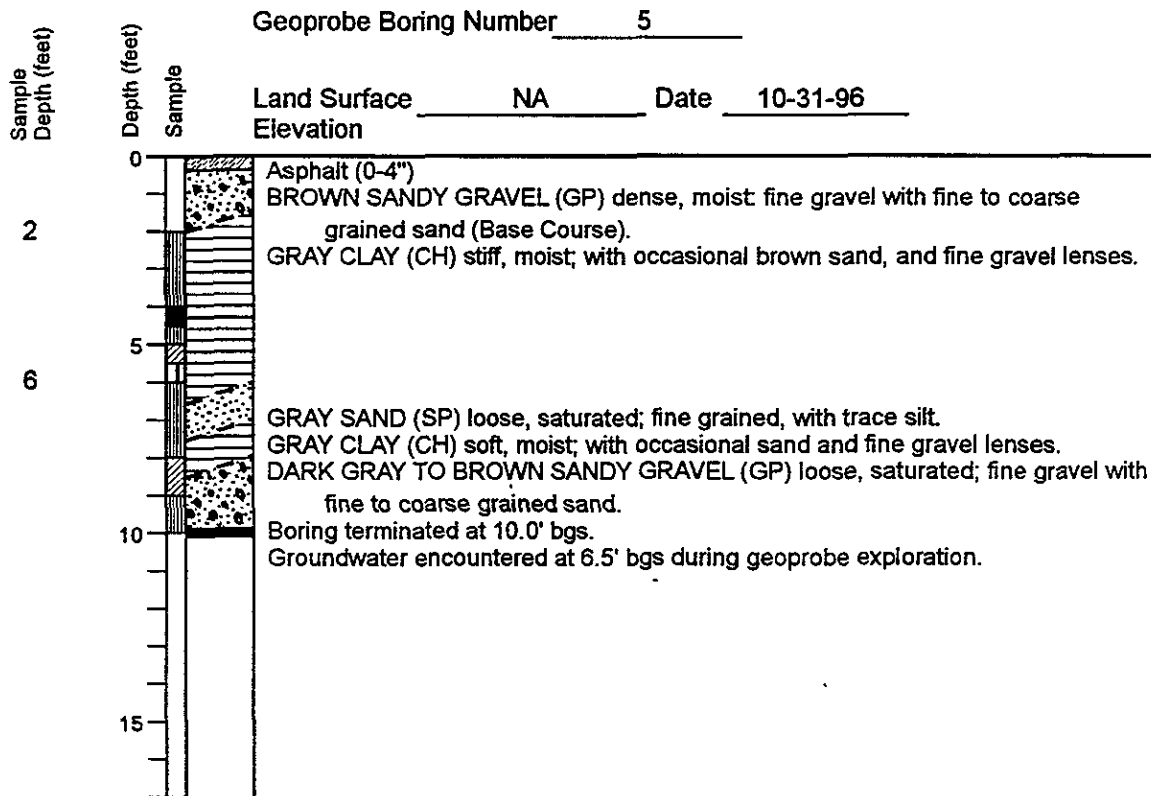 Geoprobe Boring Number 5
Sample Depth (feet)
Depth (feet)
Sample
Land Surface NA Date 10-31-96
Elevation
0
Asphalt (0-4")
BROWN SANDY GRAVEL (GP) dense, moist: fine gravel with fine to coarse
2
grained sand (Base Course).
GRAY CLAY (CH) stiff, moist; with occasional brown sand, and fine gravel lenses.
5
6
GRAY SAND (SP) loose, saturated; fine grained, with trace silt.
GRAY CLAY (CH) soft, moist; with occasional sand and fine gravel lenses.
DARK GRAY TO BROWN SANDY GRAVEL (GP) loose, saturated; fine gravel with
fine to coarse grained sand.
10
Boring terminated at 10.0' bgs.
Groundwater encountered at 6.5' bgs during geoprobe exploration.
15